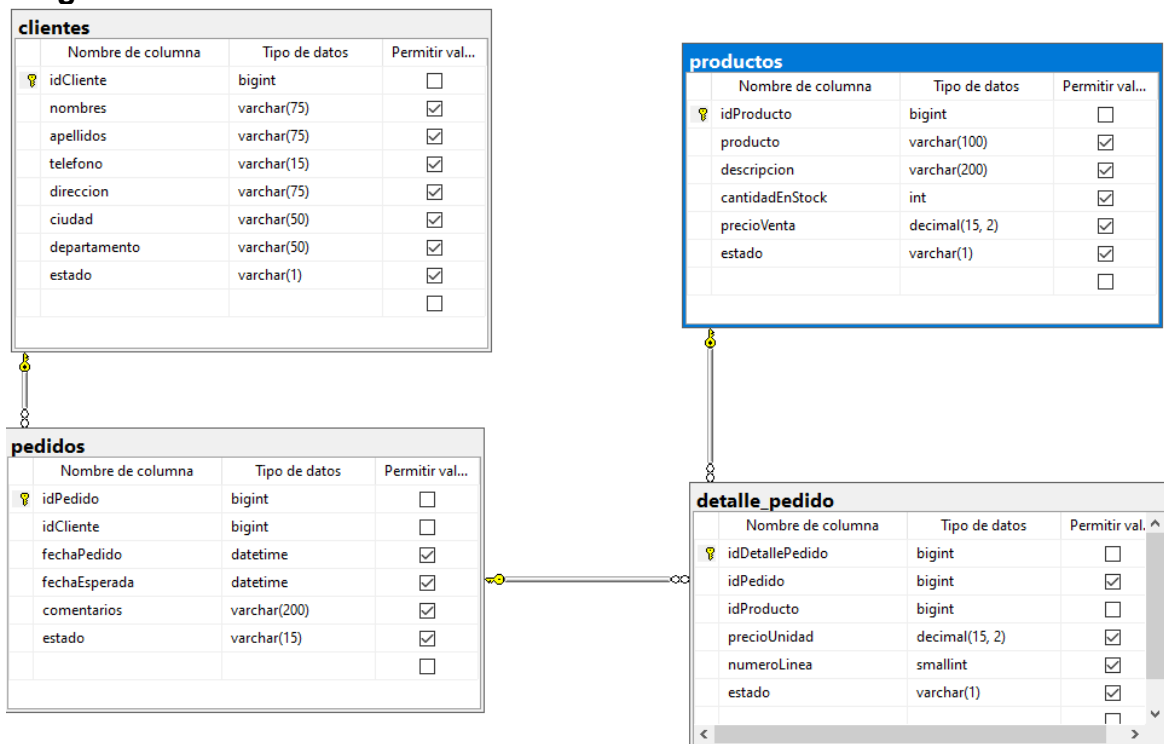 clientes
Nombre de columna Tipo de datos Permitir val...
idCliente bigint
nombres varchar(75)
apellidos varchar(75)
telefono varchar(15)
direccion varchar(75)
ciudad varchar(50)
departamento varchar(50)
estado varchar(1)
productos
Nombre de columna Tipo de datos Permitir val...
idProducto bigint
producto varchar(100)
descripcion varchar(200)
cantidadEnStock int
precioVenta decimal(15, 2)
estado varchar(1)
pedidos
Nombre de columna Tipo de datos Permitir val...
idPedido bigint
idCliente bigint
fechaPedido datetime
fechaEsperada datetime
comentarios varchar(200)
estado varchar(15)
detalle_pedido
Nombre de columna Tipo de datos Permitir val.
idDetallePedido bigint
idPedido bigint
idProducto bigint
precioUnidad decimal(15, 2)
numeroLinea smallint
estado varchar(1)